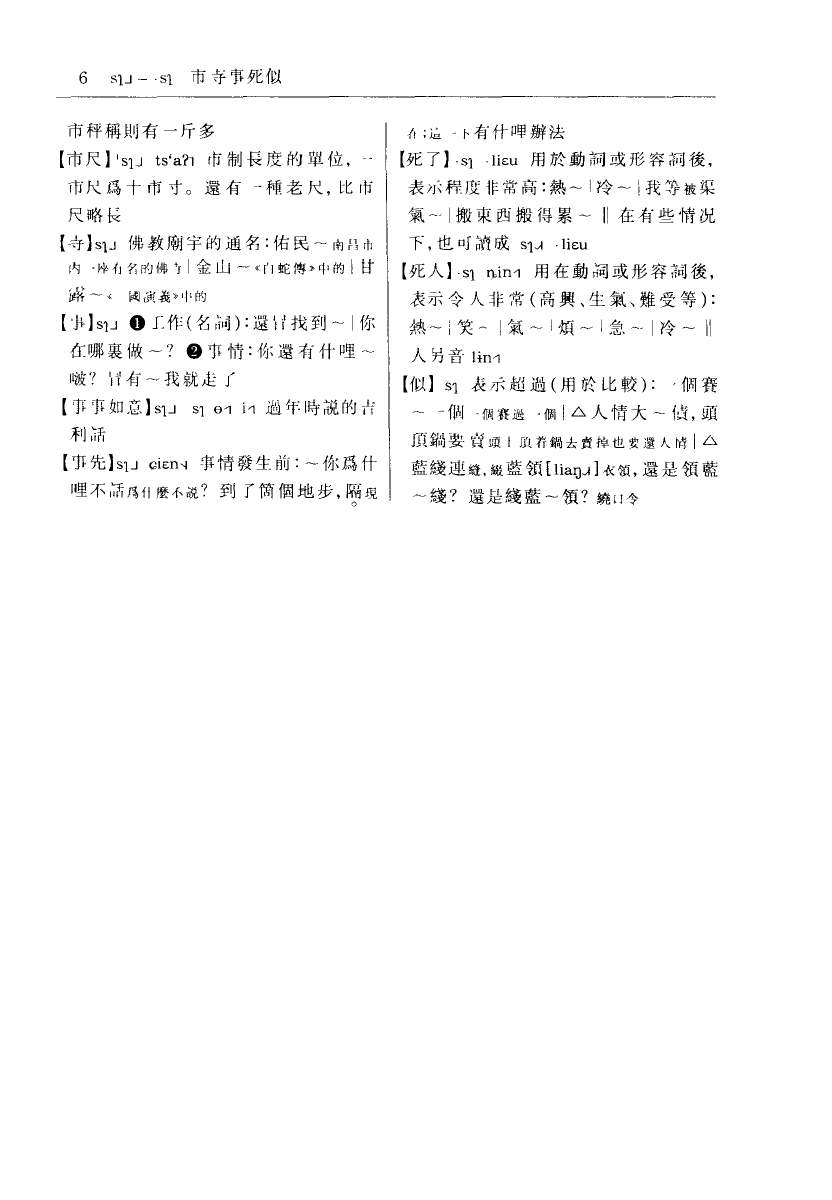 6 sɿ˩ — ·sɿ 市寺事死似
市秤稱則有一斤多
【市尺】sɿ˩ ts‘aʔ˥ 市制長度的單位,一
市尺爲十市寸。還有一種老尺,比市
尺略長
【寺】sɿ˩ 佛教廟宇的通名:佑民~南昌市
内一座有名的佛寺|金山~«白蛇傳»中的|甘
露~« 國演義»中的
【事】sɿ˩ ❶工作(名詞):還冒找到~|你
在哪裏做~? ❷事情:你還有什哩~
啵? 冒有~我就走了
【事事如意】sɿ˩ sɿ ɵ˧ i˧ 過年時説的吉
利話
【事先】sɿ˩ ɕiɛn 事情發生前:~你爲什
哩不話爲什麼不説? 到了箇個地步,隔現
在;這一下有什哩辦法
【死了】·sɿ ·liɛu 用於動詞或形容詞後,
表示程度非常高:熱~|冷~|我等被渠
氣~|搬東西搬得累~‖在有些情况
下,也可讀成 sɿ ·liɛu
【死人】·sɿ ȵin 用在動詞或形容詞後,
表示令人非常(高興、生氣、難受等):
熱~|笑~|氣~|煩~|急~|冷~‖
人另音 lɨn
【似】 sɿ 表示超過(用於比較):一個賽
~一個一個賽過一個|△人情大~債,頭
頂鍋要賣頭上頂着鍋去賣掉也要還人情|△
藍綫連縫,綴藍領[liaŋ]衣領,還是領藍
~綫? 還是綫藍~領? 繞口令